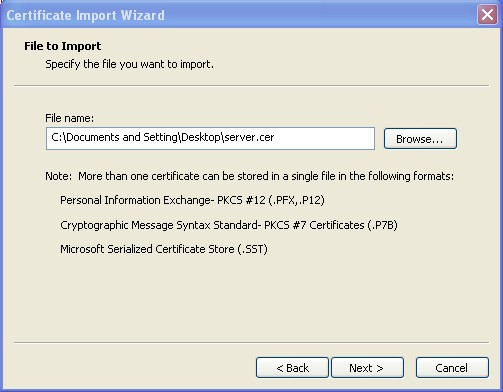 Certificate Import Wizard
File to Import
Specify the file you want to import.
File name:
C:\Documents and Setting\Desktop\server.cer
Browse...
Note: More than one certificate can be stored in a single file in the following formats:
Personal Information Exchange- PKCS #12 (.PFX,.P12)
Cryptographic Message Syntax Standard- PKCS #7 Certificates (.P7B)
Microsoft Serialized Certificate Store (.SST)
< Back
Next >
Cancel